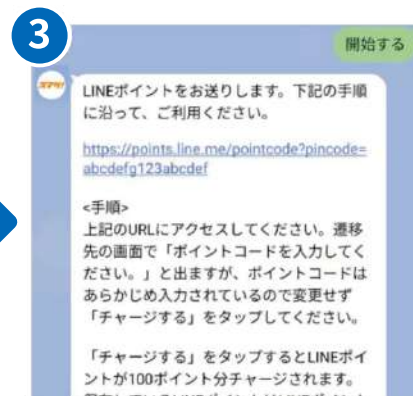 3
開始する
LINEポイントをお送りします。下記の手順
に沿って、ご利用ください。
https://points.line.me/pointcode?pincode=
abcdefg123abcdef
<手順>
上記のURLにアクセスしてください。遷移
先の画面で「ポイントコードを入力してく
ださい。」と出ますが、ポイントコードは
あらかじめ入力されているので変更せず
「チャージする」をタップしてください。
「チャージする」をタップするとLINEポイ
ントが100ポイント分チャージされます。